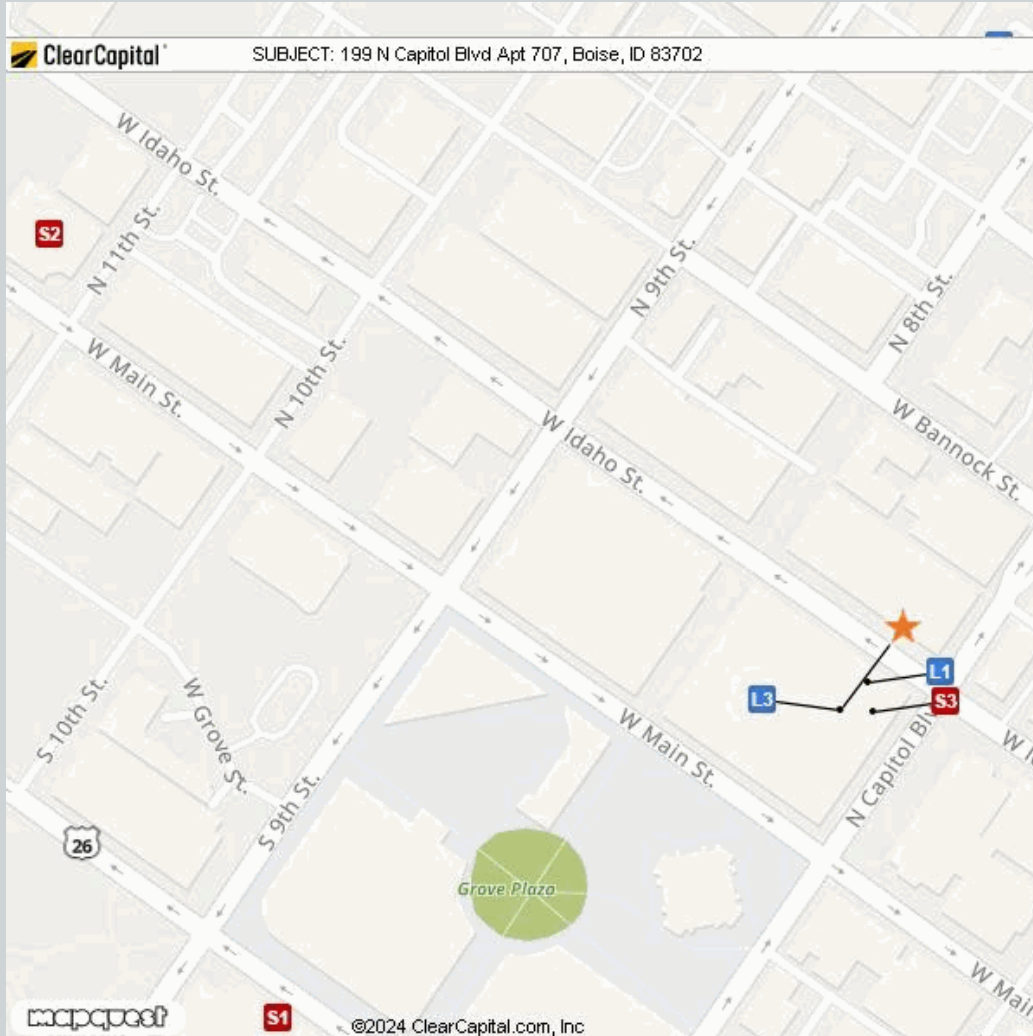 ClearCapital
SUBJECT: 199 N Capitol Blvd Apt 707, Boise, ID 83702
W Idaho St.
S2
N 11th St.
N 9th St.
N 8th St.
W Main St.
N 10th St.
W Idaho St.
W Bannock St.
L1
L3
S3
W Grove St.
S 10th St.
W Main St.
N Capitol
S 9th St.
26
Grove Plaza
W Main
mapquest
S1
©2024 ClearCapital.com, Inc